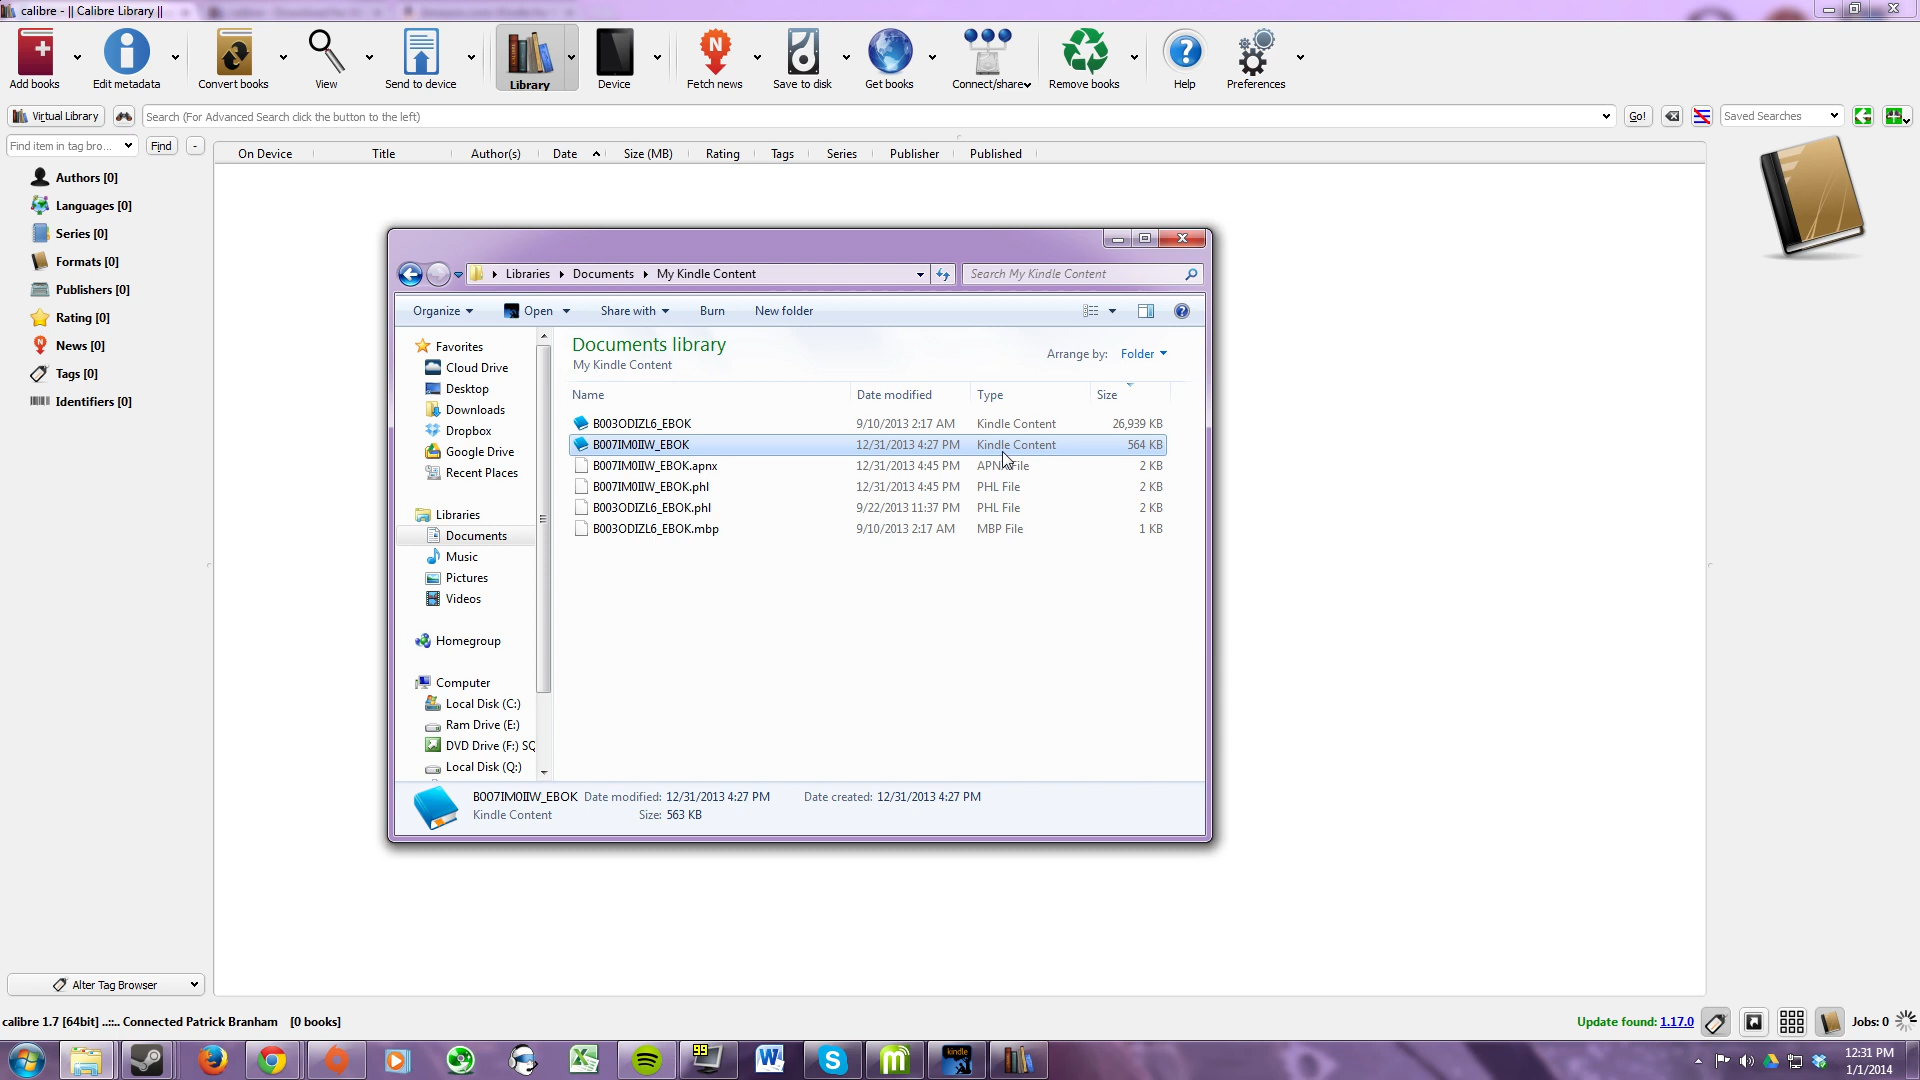 calibre - || Calibre Library ||
Add books
Edit metadata
Convert books
View
Send to device
Library
Device
Fetch news
Save to disk
Get books
Connect/share
Remove books
Help
Preferences
Virtual Library
Search (For Advanced Search click the button to the left)
Go!
Saved Searches
Find item in tag bro...
Find
-
On Device Title Author(s) Date Size (MB) Rating Tags Series Publisher Published
Authors [0]
Languages [0]
Series [0]
Formats [0]
Publishers [0]
Rating [0]
News [0]
Tags [0]
Identifiers [0]
Libraries Documents My Kindle Content
Search My Kindle Content
Organize Open Share with Burn New folder
Favorites
Cloud Drive
Desktop
Downloads
Dropbox
Google Drive
Recent Places
Libraries
Documents
Music
Pictures
Videos
Homegroup
Computer
Local Disk (C:)
Ram Drive (E:)
DVD Drive (F:) SQ
Local Disk (Q:)
Documents library
My Kindle Content
Arrange by: Folder
Name Date modified Type Size
B003ODIZL6_EBOK 9/10/2013 2:17 AM Kindle Content 26,939 KB
B007IM0IIW_EBOK 12/31/2013 4:27 PM Kindle Content 564 KB
B007IM0IIW_EBOK.apnx 12/31/2013 4:45 PM APNX File 2 KB
B007IM0IIW_EBOK.phl 12/31/2013 4:45 PM PHL File 2 KB
B003ODIZL6_EBOK.phl 9/22/2013 11:37 PM PHL File 2 KB
B003ODIZL6_EBOK.mbp 9/10/2013 2:17 AM MBP File 1 KB
B007IM0IIW_EBOK Date modified: 12/31/2013 4:27 PM Date created: 12/31/2013 4:27 PM
Kindle Content Size: 563 KB
Alter Tag Browser
calibre 1.7 [64bit] ..::.. Connected Patrick Branham [0 books]
Update found: 1.17.0
Jobs: 0
99
kindle
12:31 PM
1/1/2014